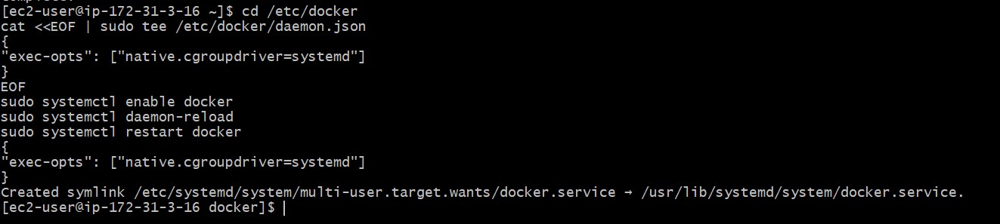 [ec2-user@ip-172-31-3-16 ~]$ cd /etc/docker
cat <<EOF | sudo tee /etc/docker/daemon.json
{
"exec-opts": ["native.cgroupdriver=systemd"]
}
EOF
sudo systemctl enable docker
sudo systemctl daemon-reload
sudo systemctl restart docker
{
"exec-opts": ["native.cgroupdriver=systemd"]
}
Created symlink /etc/systemd/system/multi-user.target.wants/docker.service → /usr/lib/systemd/system/docker.service.
[ec2-user@ip-172-31-3-16 docker]$